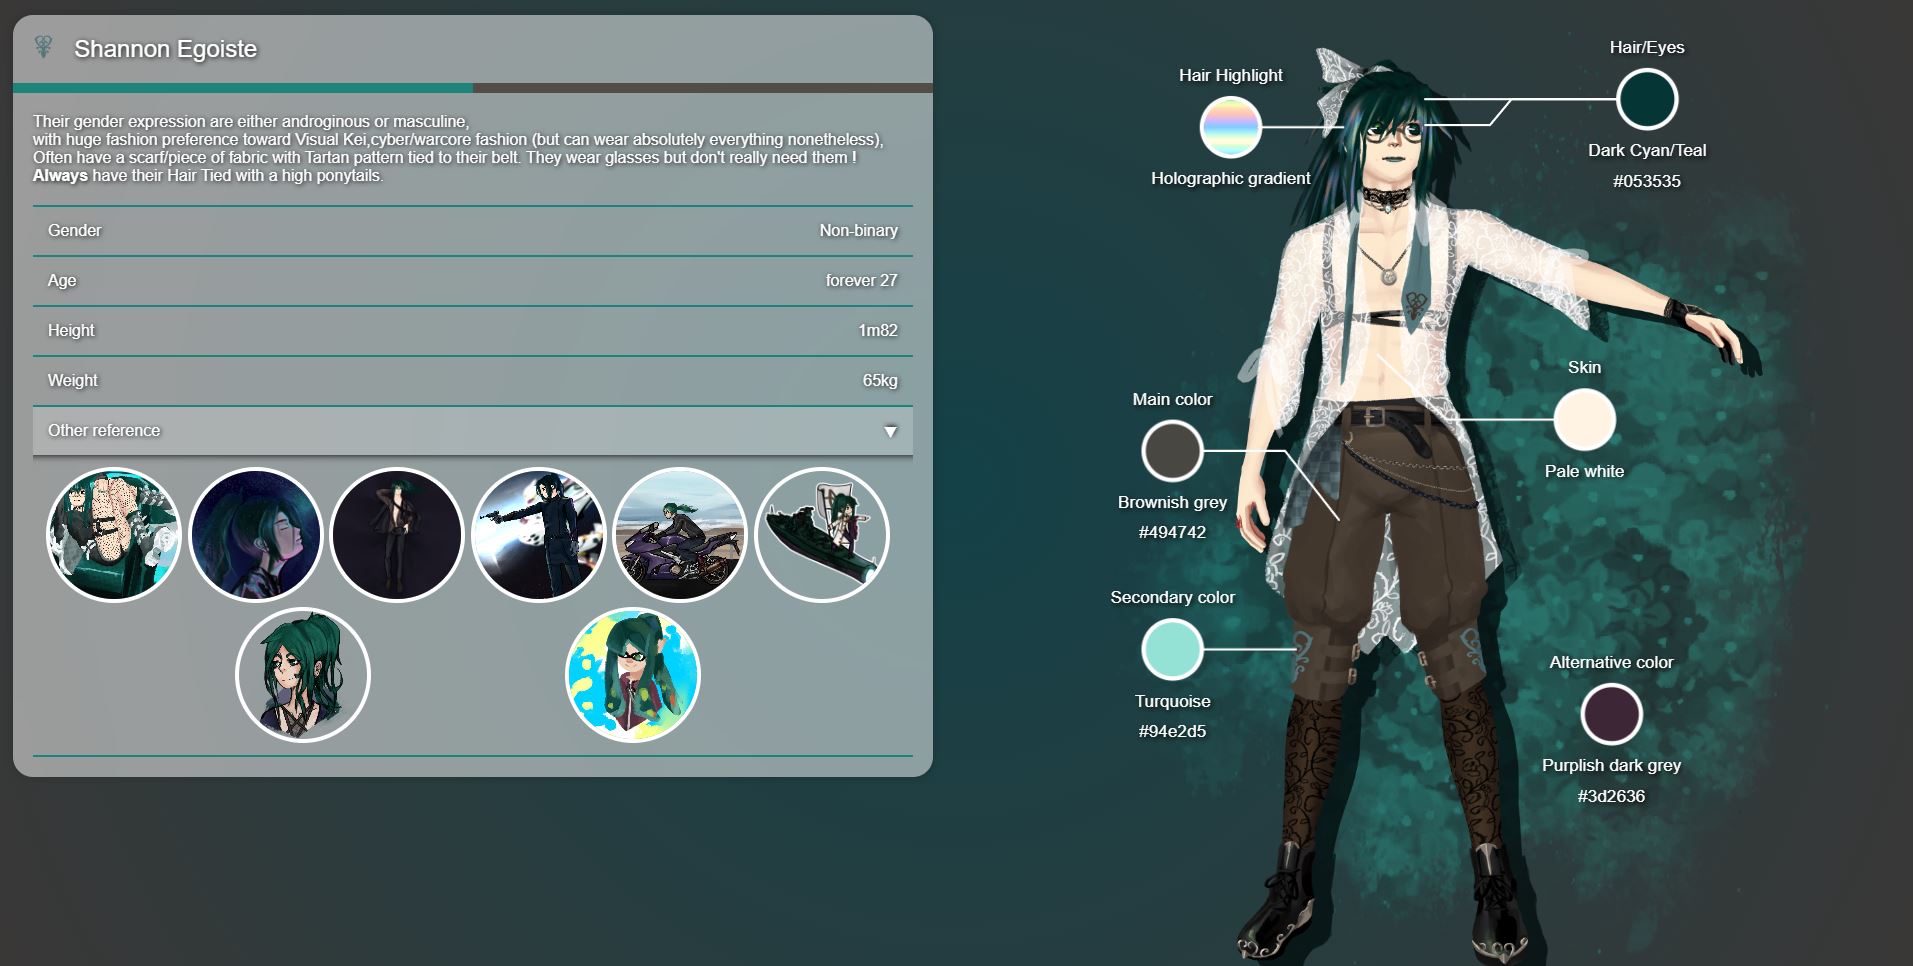 Shannon Egoiste
Their gender expression are either androginous or masculine,
with huge fashion preference toward Visual Kei,cyber/warcore fashion (but can wear absolutely everything nonetheless),
Often have a scarf/piece of fabric with Tartan pattern tied to their belt. They wear glasses but don't really need them !
Always have their Hair Tied with a high ponytails.
Gender Non-binary
Age forever 27
Height 1m82
Weight 65kg
Other reference ▼
Hair Highlight
Holographic gradient
Hair/Eyes
Dark Cyan/Teal
#053535
Skin
Pale white
Main color
Brownish grey
#494742
Secondary color
Turquoise
#94e2d5
Alternative color
Purplish dark grey
#3d2636